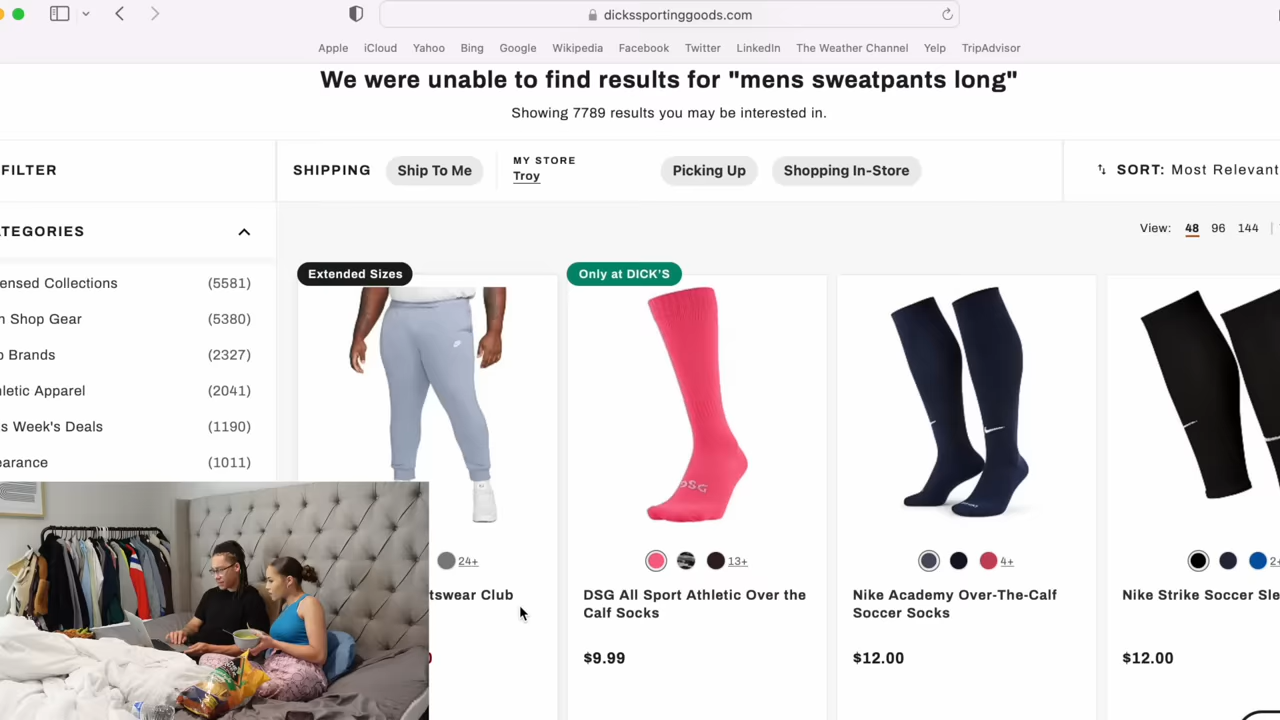 dickssportinggoods.com
Apple iCloud Yahoo Bing Google Wikipedia Facebook Twitter LinkedIn The Weather Channel Yelp TripAdvisor
We were unable to find results for "mens sweatpants long"
Showing 7789 results you may be interested in.
FILTER
SHIPPING Ship To Me
MY STORE
Troy
Picking Up Shopping In-Store
SORT: Most Relevant
View: 48 96 144
TEGORIES
ensed Collections (5581)
Shop Gear (5380)
Brands (2327)
letic Apparel (2041)
s Week's Deals (1190)
earance (1011)
Extended Sizes
Only at DICK'S
DSG
24+
13+
4+
2+
tswear Club
DSG All Sport Athletic Over the
Calf Socks
$9.99
Nike Academy Over-The-Calf
Soccer Socks
$12.00
Nike Strike Soccer Sle
$12.00